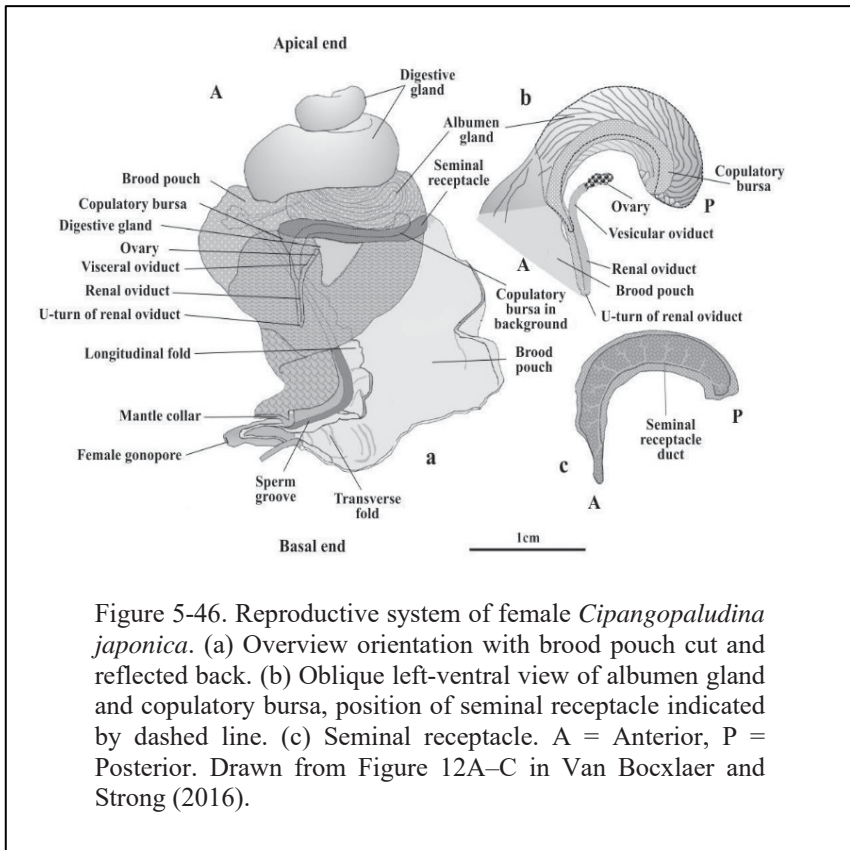 Apical end
A
Digestive
gland
b
Albumen
gland
Seminal
receptacle
Brood pouch
Copulatory bursa
Digestive gland
Ovary
Visceral oviduct
Renal oviduct
U-turn of renal oviduct
Longitudinal fold
Mantle collar
Female gonopore
Sperm
groove
Transverse
fold
Basal end
a
Copulatory
bursa in
background
Brood
pouch
Copulatory
bursa
P
Ovary
Vesicular oviduct
A
Renal oviduct
Brood pouch
U-turn of renal oviduct
P
Seminal
receptacle
duct
c
A
1cm
Figure 5-46. Reproductive system of female Cipangopaludina
japonica. (a) Overview orientation with brood pouch cut and
reflected back. (b) Oblique left-ventral view of albumen gland
and copulatory bursa, position of seminal receptacle indicated
by dashed line. (c) Seminal receptacle. A = Anterior, P =
Posterior. Drawn from Figure 12A–C in Van Bocxlaer and
Strong (2016).